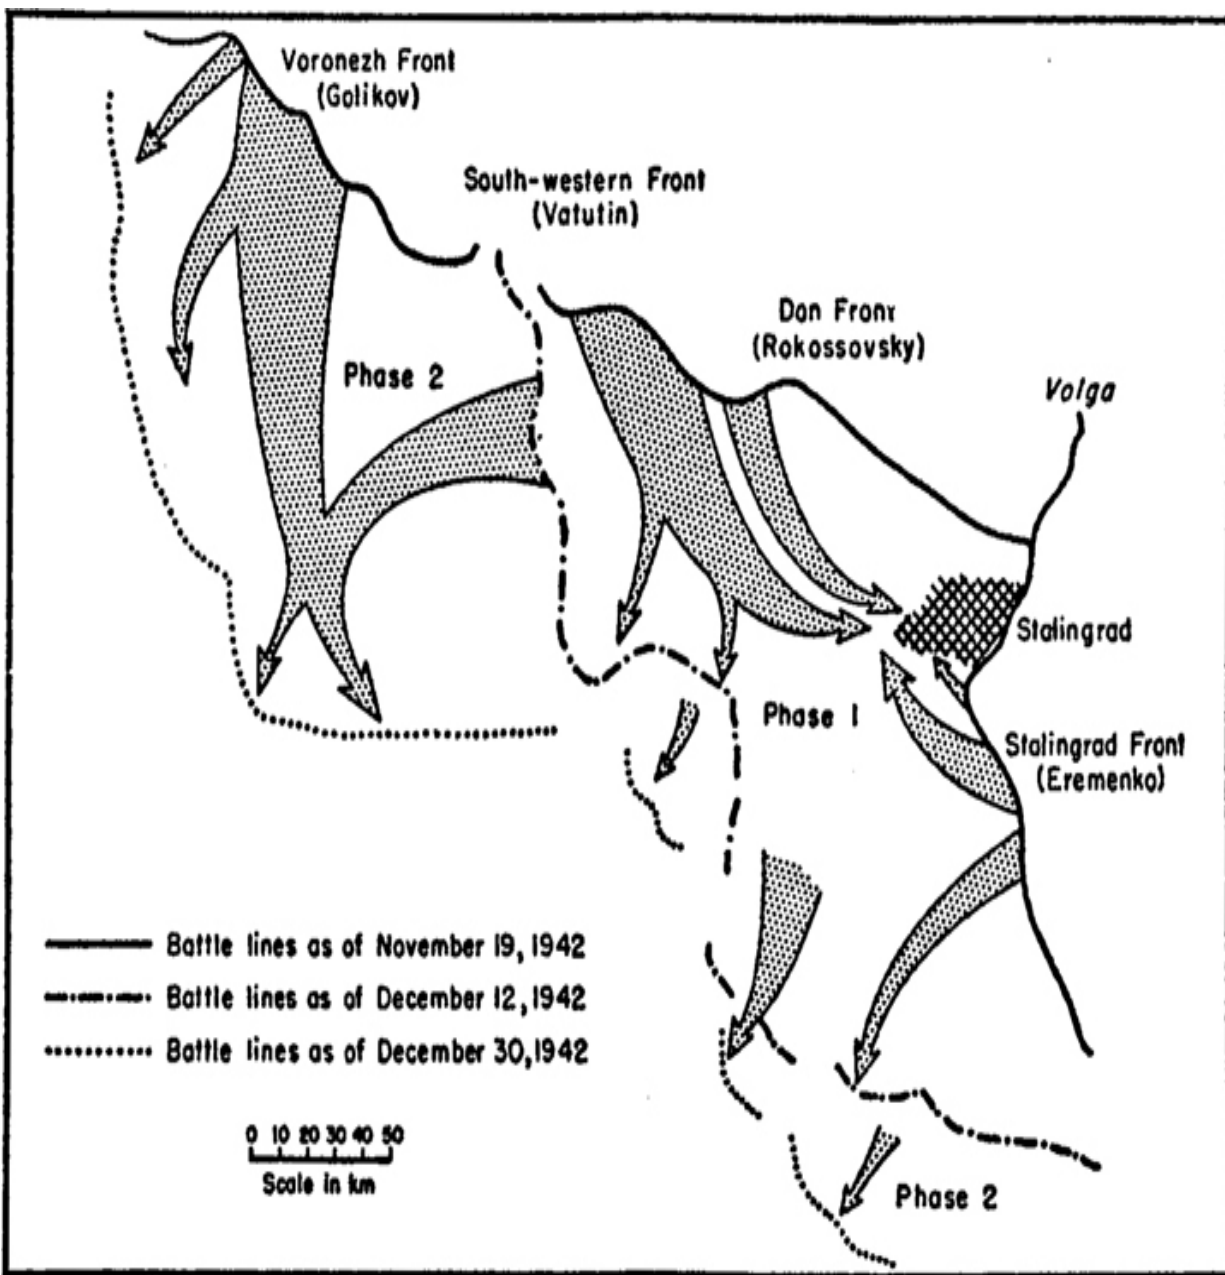 Voronezh Front
(Golikov)
South-western Front
(Vatutin)
Don Front
(Rokossovsky)
Volga
Phase 2
Stalingrad
Phase 1
Stalingrad Front
(Eremenko)
Battle lines as of November 19, 1942
Battle lines as of December 12, 1942
Battle lines as of December 30, 1942
0 10 20 30 40 50
Scale in km
Phase 2